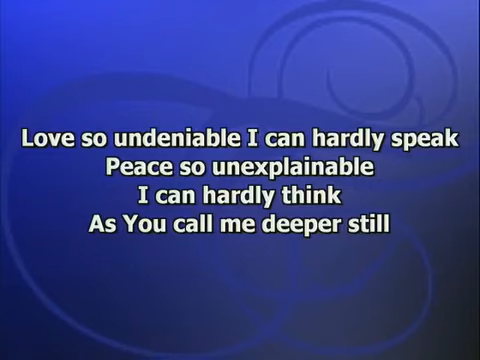 Love so undeniable I can hardly speak
Peace so unexplainable
I can hardly think
As You call me deeper still